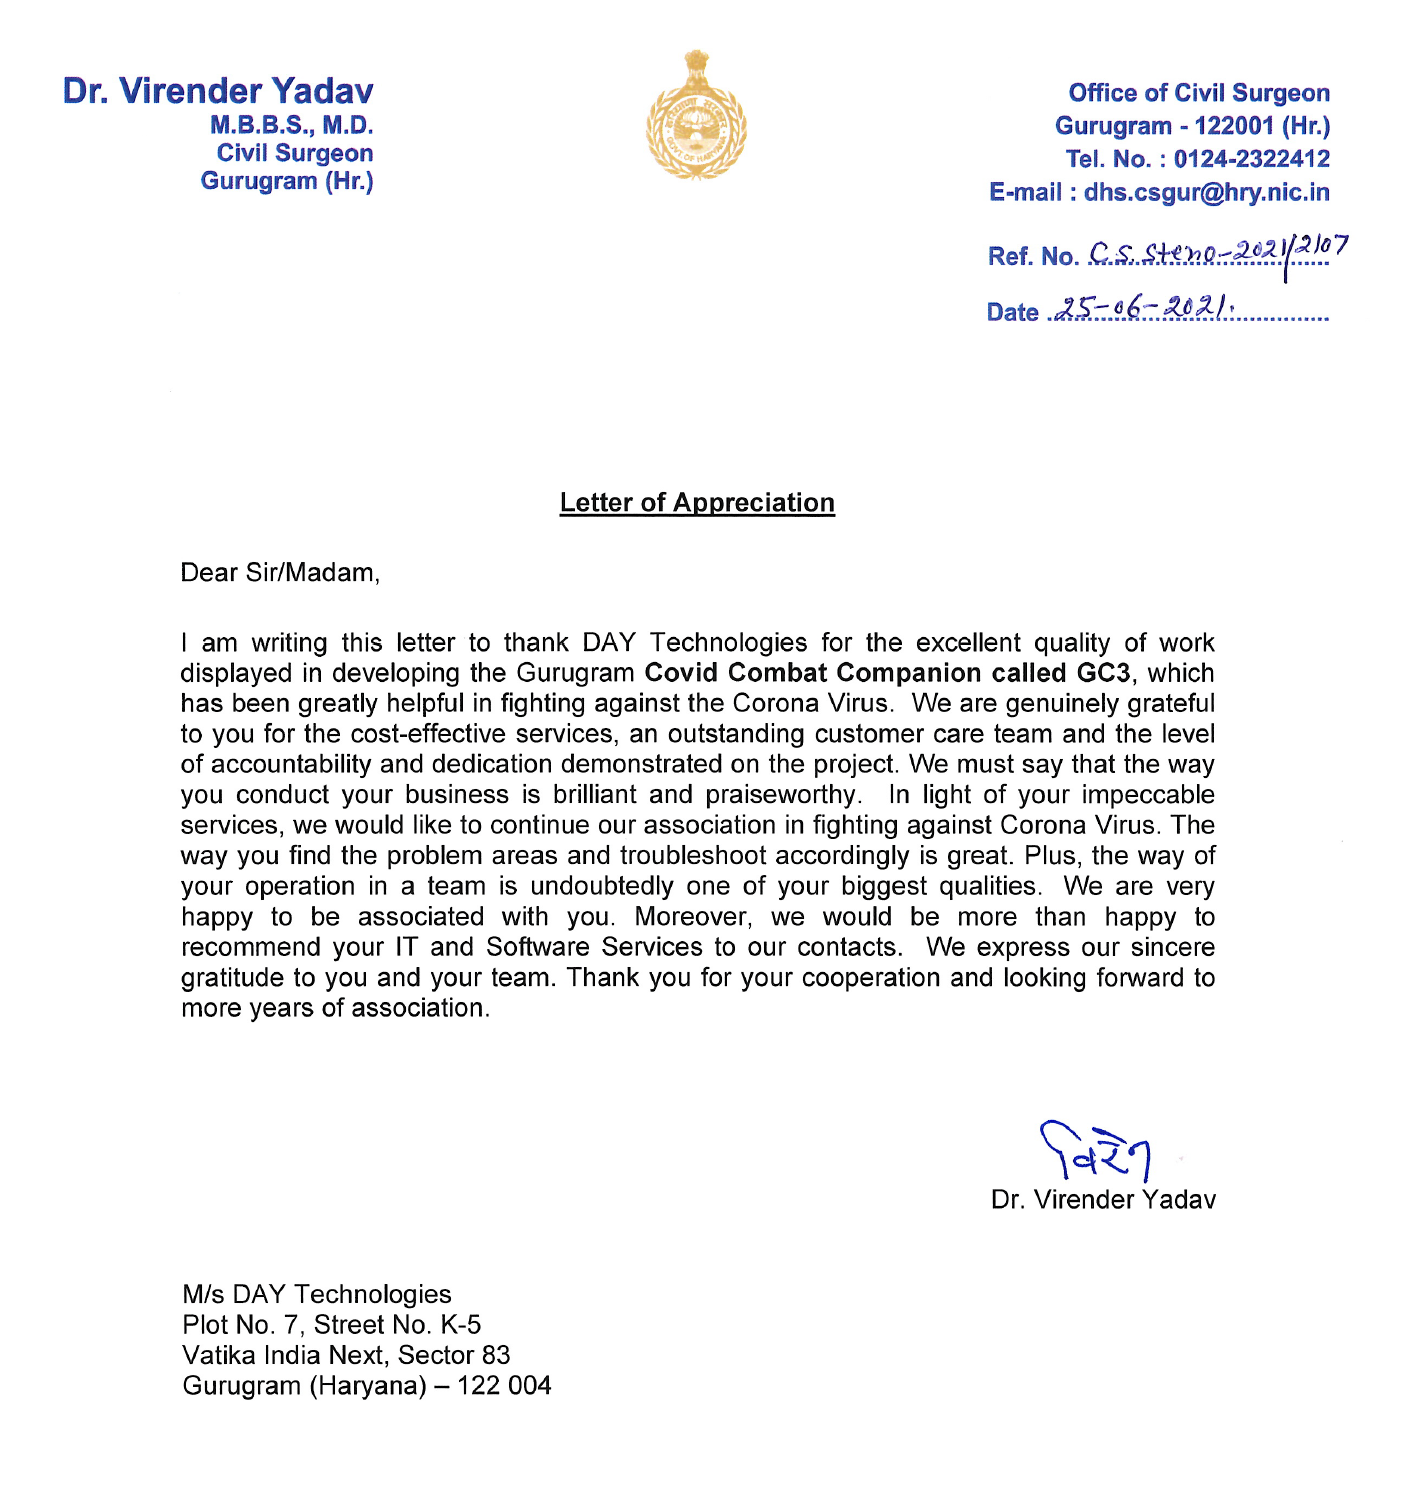 Dr. Virender Yadav
M.B.B.S., M.D.
Civil Surgeon
Gurugram (Hr.)
GOVT. OF HARYANA
Office of Civil Surgeon
Gurugram - 122001 (Hr.)
Tel. No. : 0124-2322412
E-mail : dhs.csgur@hry.nic.in
Ref. No. C.S. Steno-2021/2107
Date 25-06-2021.
Letter of Appreciation
Dear Sir/Madam,
I am writing this letter to thank DAY Technologies for the excellent quality of work
displayed in developing the Gurugram Covid Combat Companion called GC3, which
has been greatly helpful in fighting against the Corona Virus. We are genuinely grateful
to you for the cost-effective services, an outstanding customer care team and the level
of accountability and dedication demonstrated on the project. We must say that the way
you conduct your business is brilliant and praiseworthy. In light of your impeccable
services, we would like to continue our association in fighting against Corona Virus. The
way you find the problem areas and troubleshoot accordingly is great. Plus, the way of
your operation in a team is undoubtedly one of your biggest qualities. We are very
happy to be associated with you. Moreover, we would be more than happy to
recommend your IT and Software Services to our contacts. We express our sincere
gratitude to you and your team. Thank you for your cooperation and looking forward to
more years of association.
Dr. Virender Yadav
M/s DAY Technologies
Plot No. 7, Street No. K-5
Vatika India Next, Sector 83
Gurugram (Haryana) – 122 004